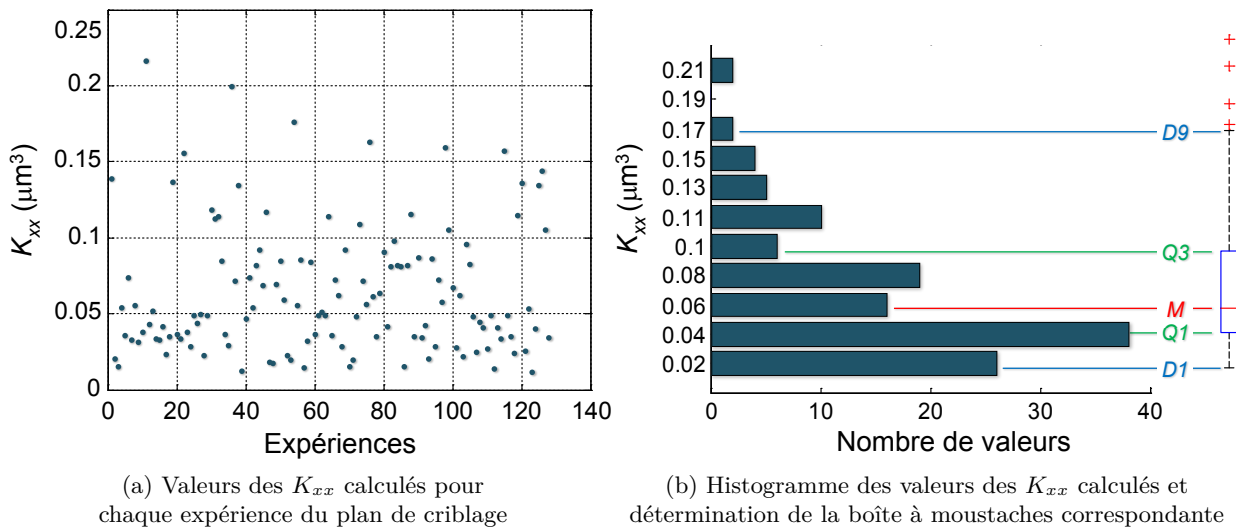 0.25
0.2
0.15
0.1
0.05
0
K_xx (μm³)
0 20 40 60 80 100 120 140
Expériences
(a) Valeurs des K_xx calculés pour
chaque expérience du plan de criblage
0.21
0.19
0.17
0.15
0.13
0.11
0.1
0.08
0.06
0.04
0.02
K_xx (μm³)
D9
Q3
M
Q1
D1
0 10 20 30 40
Nombre de valeurs
(b) Histogramme des valeurs des K_xx calculés et
détermination de la boîte à moustaches correspondante